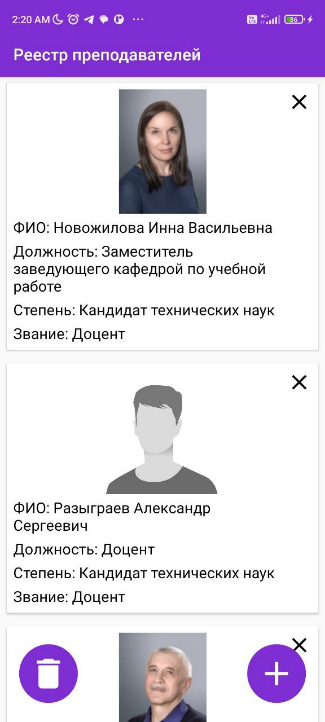 2:20 AM
86
Реестр преподавателей
ФИО: Новожилова Инна Васильевна
Должность: Заместитель
заведующего кафедрой по учебной
работе
Степень: Кандидат технических наук
Звание: Доцент
ФИО: Разыграев Александр
Сергеевич
Должность: Доцент
Степень: Кандидат технических наук
Звание: Доцент